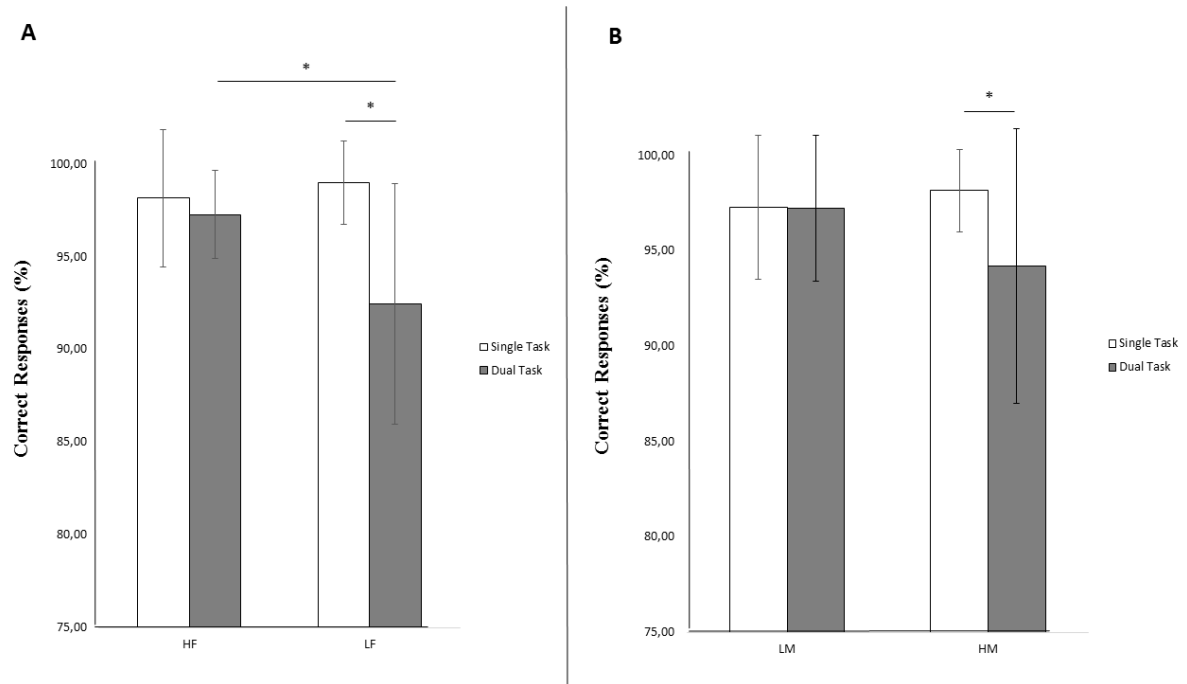 A
*
*
100,00
95,00
90,00
85,00
80,00
75,00
Correct Responses (%)
HF
LF
Single Task
Dual Task
B
*
100,00
95,00
90,00
85,00
80,00
75,00
Correct Responses (%)
LM
HM
Single Task
Dual Task